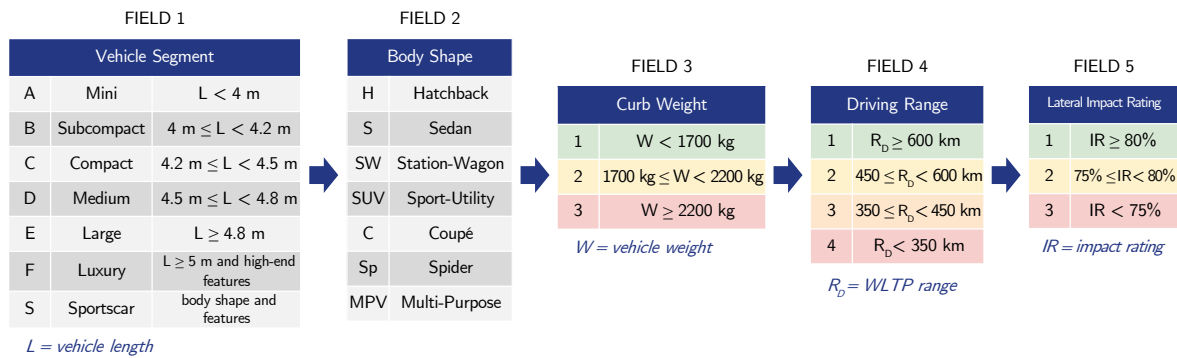 FIELD 1
Vehicle Segment
A Mini L < 4 m
B Subcompact 4 m ≤ L < 4.2 m
C Compact 4.2 m ≤ L < 4.5 m
D Medium 4.5 m ≤ L < 4.8 m
E Large L ≥ 4.8 m
F Luxury L ≥ 5 m and high-end
features
S Sportscar body shape and
features
L = vehicle length
FIELD 2
Body Shape
H Hatchback
S Sedan
SW Station-Wagon
SUV Sport-Utility
C Coupé
Sp Spider
MPV Multi-Purpose
FIELD 3
Curb Weight
1 W < 1700 kg
2 1700 kg ≤ W < 2200 kg
3 W ≥ 2200 kg
W = vehicle weight
FIELD 4
Driving Range
1 R_D ≥ 600 km
2 450 ≤ R_D < 600 km
3 350 ≤ R_D < 450 km
4 R_D < 350 km
R_D = WLTP range
FIELD 5
Lateral Impact Rating
1 IR ≥ 80%
2 75% ≤ IR < 80%
3 IR < 75%
IR = impact rating